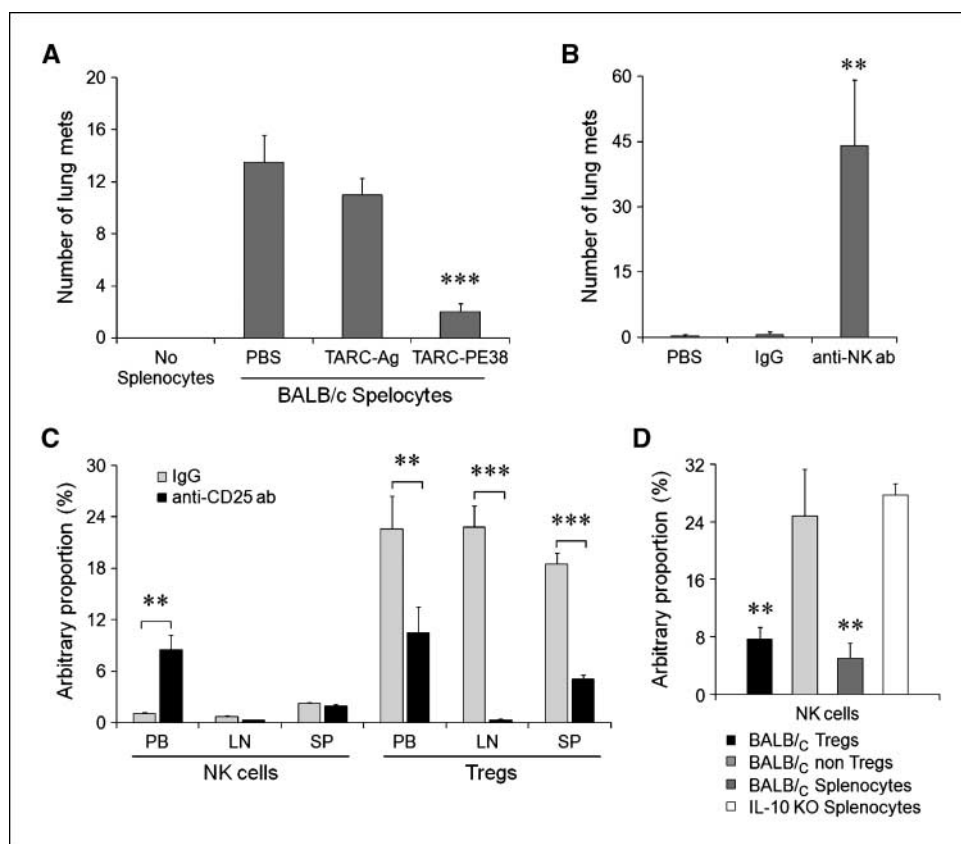 A
Number of lung mets
20
16
12
8
4
0
***
No Splenocytes
PBS
TARC-Ag
TARC-PE38
BALB/c Spelocytes
B
Number of lung mets
60
45
30
15
0
**
PBS
IgG
anti-NK ab
C
Arbitrary proportion (%)
30
24
18
12
6
0
IgG
anti-CD25 ab
**
**
***
***
PB
LN
SP
PB
LN
SP
NK cells
Tregs
D
Arbitrary proportion (%)
32
24
16
8
0
**
**
NK cells
BALB/c Tregs
BALB/c non Tregs
BALB/c Splenocytes
IL-10 KO Splenocytes